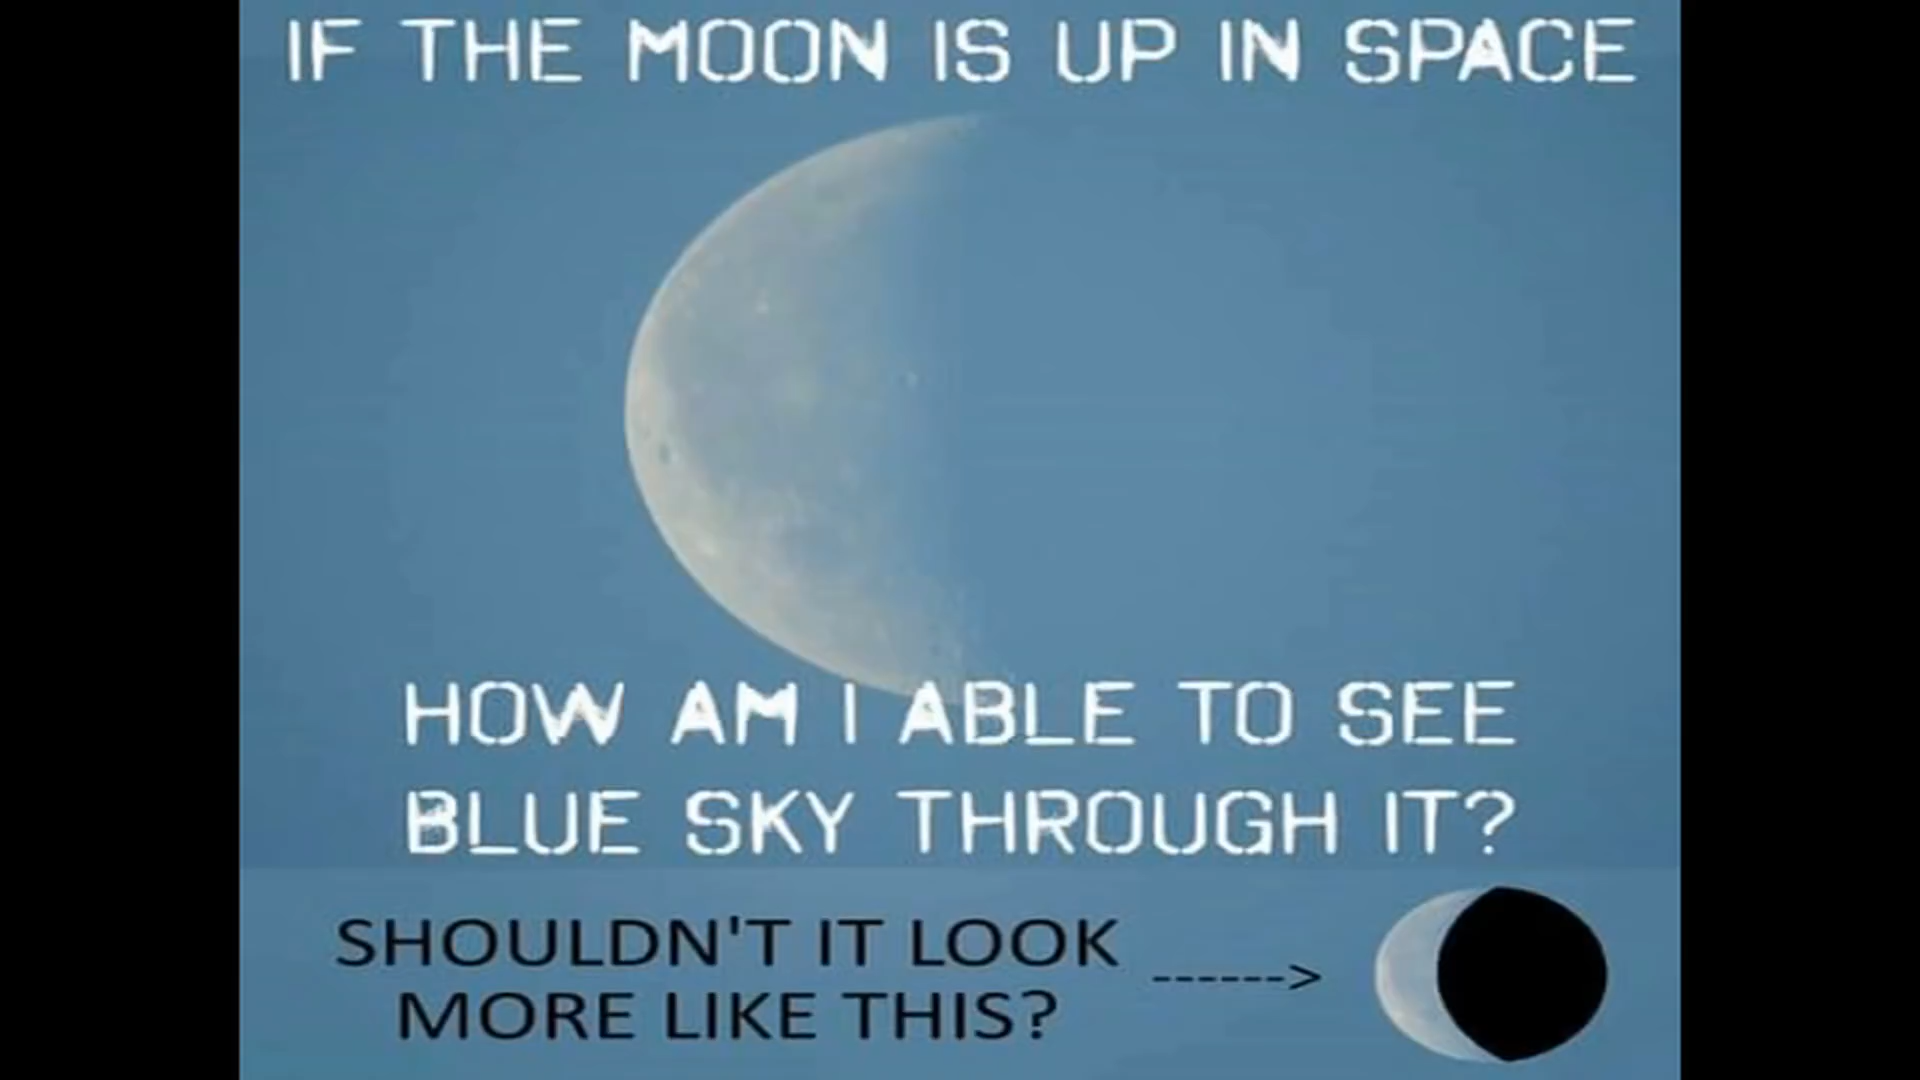 IF THE MOON IS UP IN SPACE
HOW AM I ABLE TO SEE
BLUE SKY THROUGH IT?
SHOULDN'T IT LOOK
MORE LIKE THIS?
------>